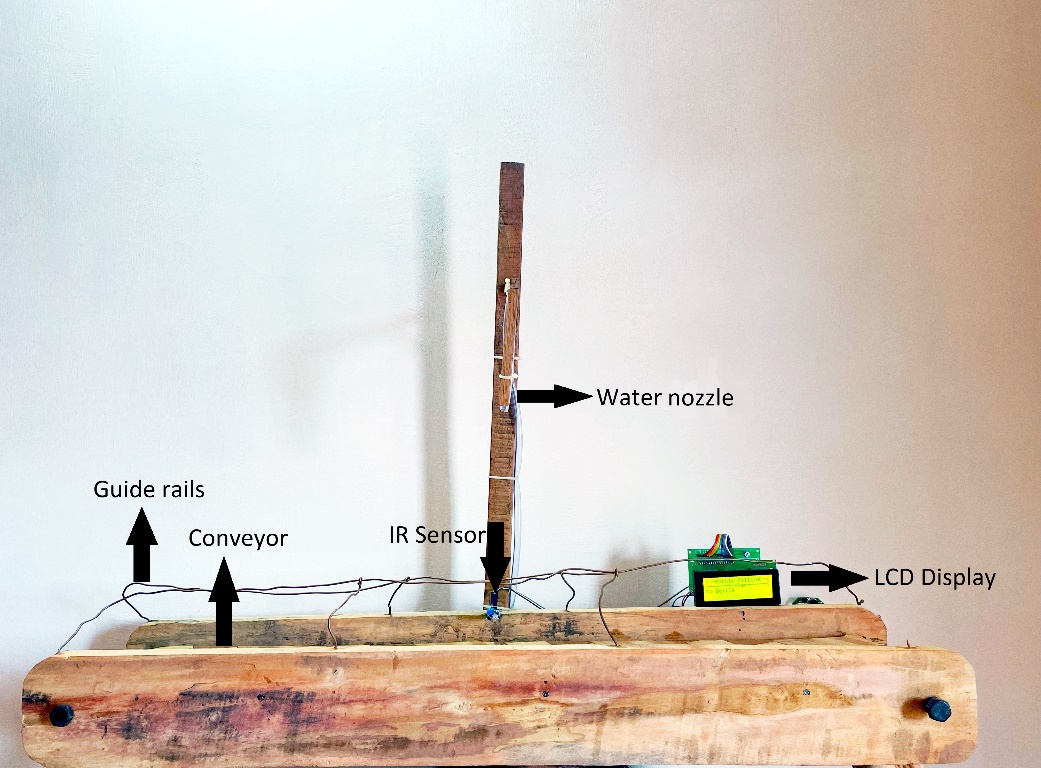 Water nozzle
Guide rails
IR Sensor
Conveyor
LCD Display